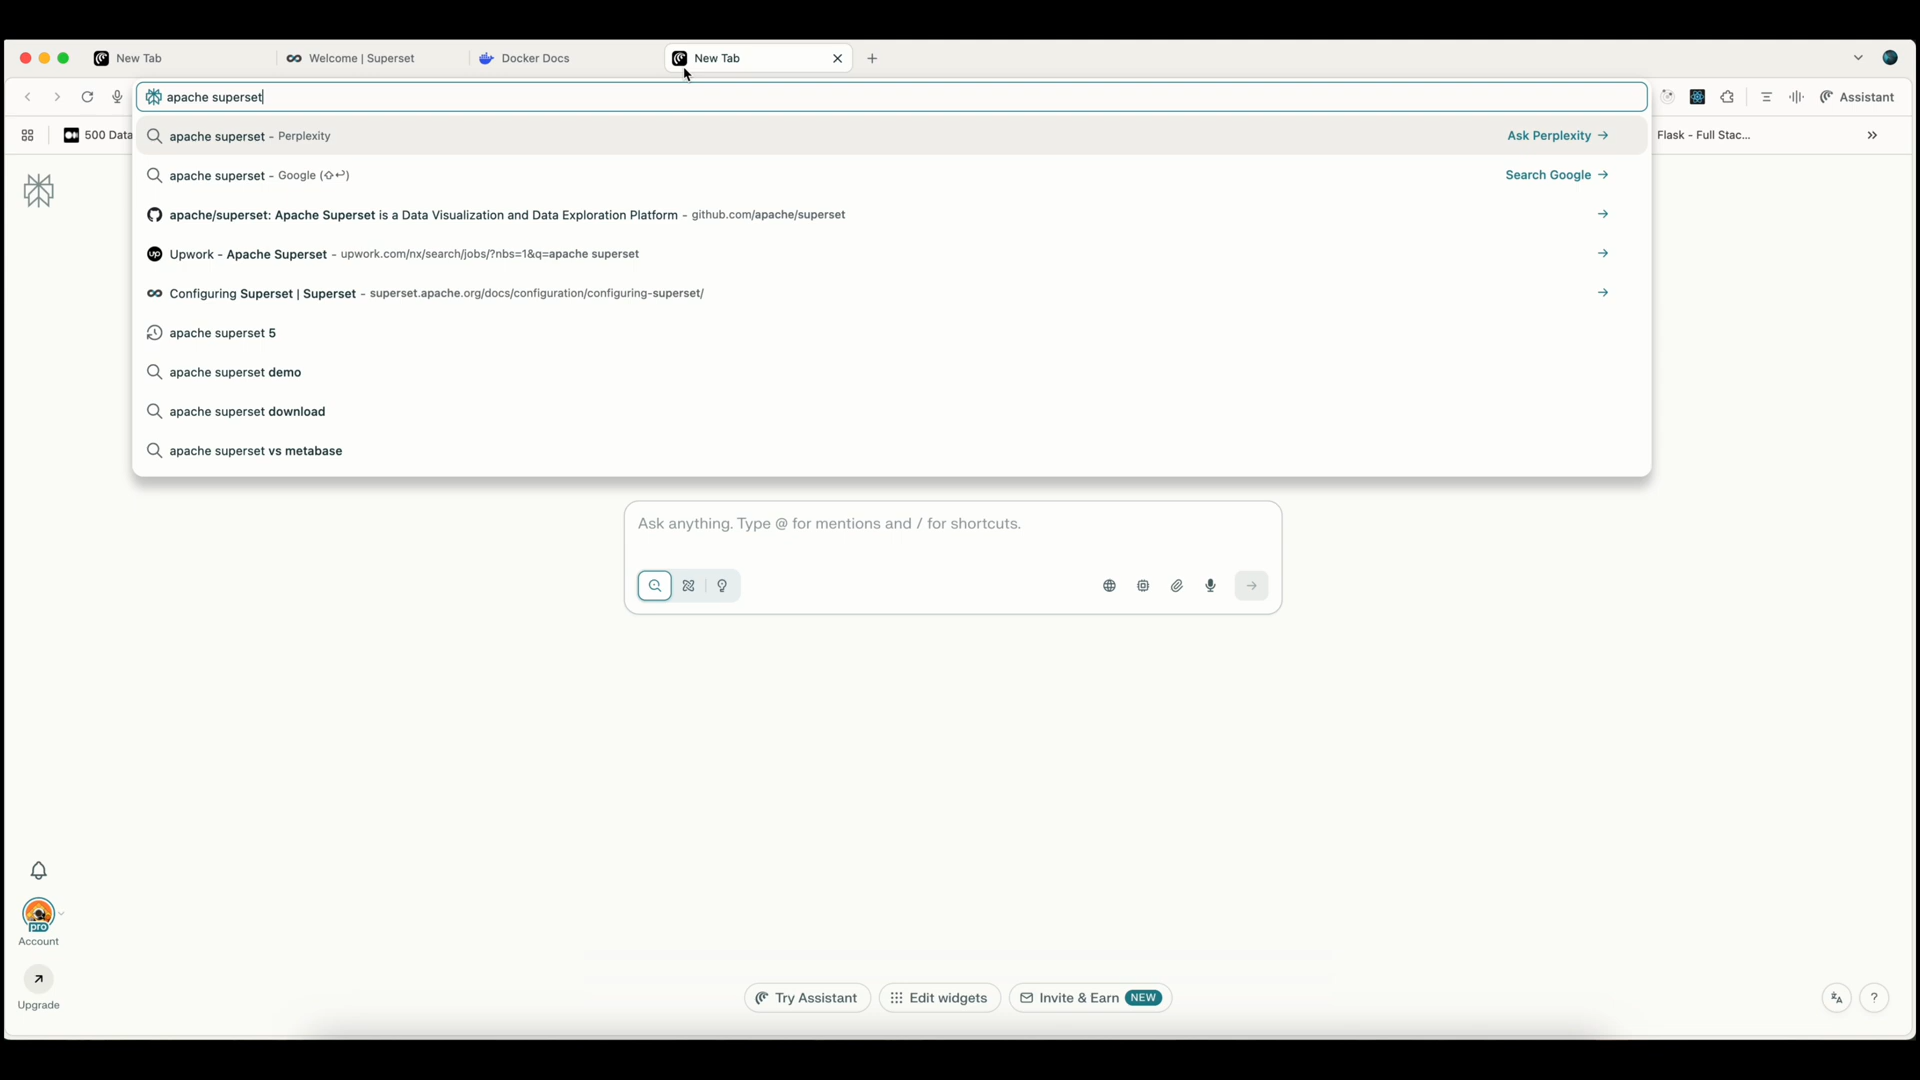 New Tab
Welcome | Superset
Docker Docs
New Tab
apache superset
Assistant
500 Data
Flask - Full Stac...
apache superset - Perplexity
Ask Perplexity →
apache superset - Google (⇧↩)
Search Google →
apache/superset: Apache Superset is a Data Visualization and Data Exploration Platform - github.com/apache/superset
up
Upwork - Apache Superset - upwork.com/nx/search/jobs/?nbs=1&q=apache superset
Configuring Superset | Superset - superset.apache.org/docs/configuration/configuring-superset/
apache superset 5
apache superset demo
apache superset download
apache superset vs metabase
Ask anything. Type @ for mentions and / for shortcuts.
pro
Account
Upgrade
Try Assistant
Edit widgets
Invite & Earn NEW
?